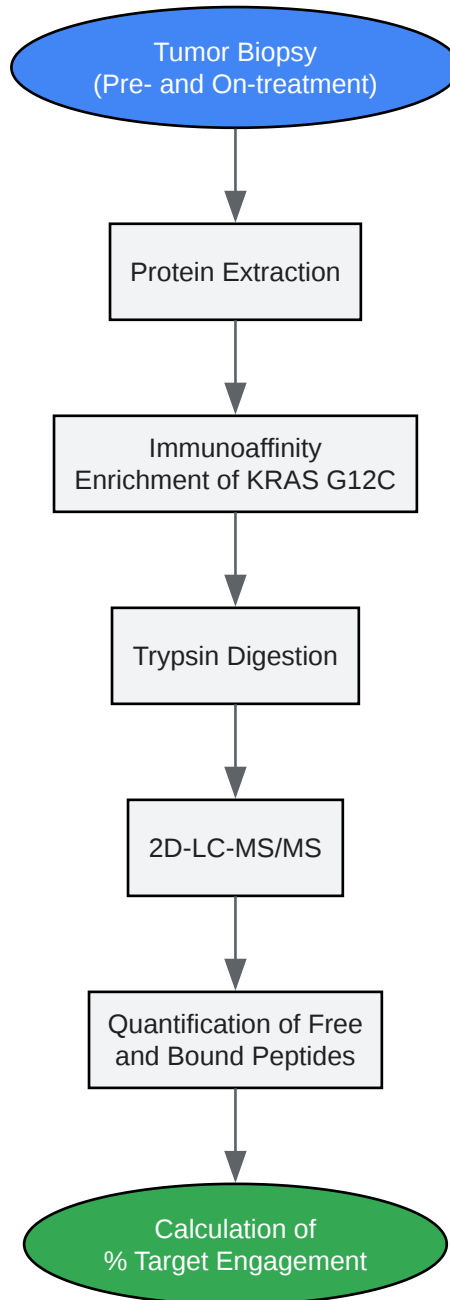 Tumor Biopsy
(Pre- and On-treatment)
Protein Extraction
Immunoaffinity
Enrichment of KRAS G12C
Trypsin Digestion
2D-LC-MS/MS
Quantification of Free
and Bound Peptides
Calculation of
% Target Engagement